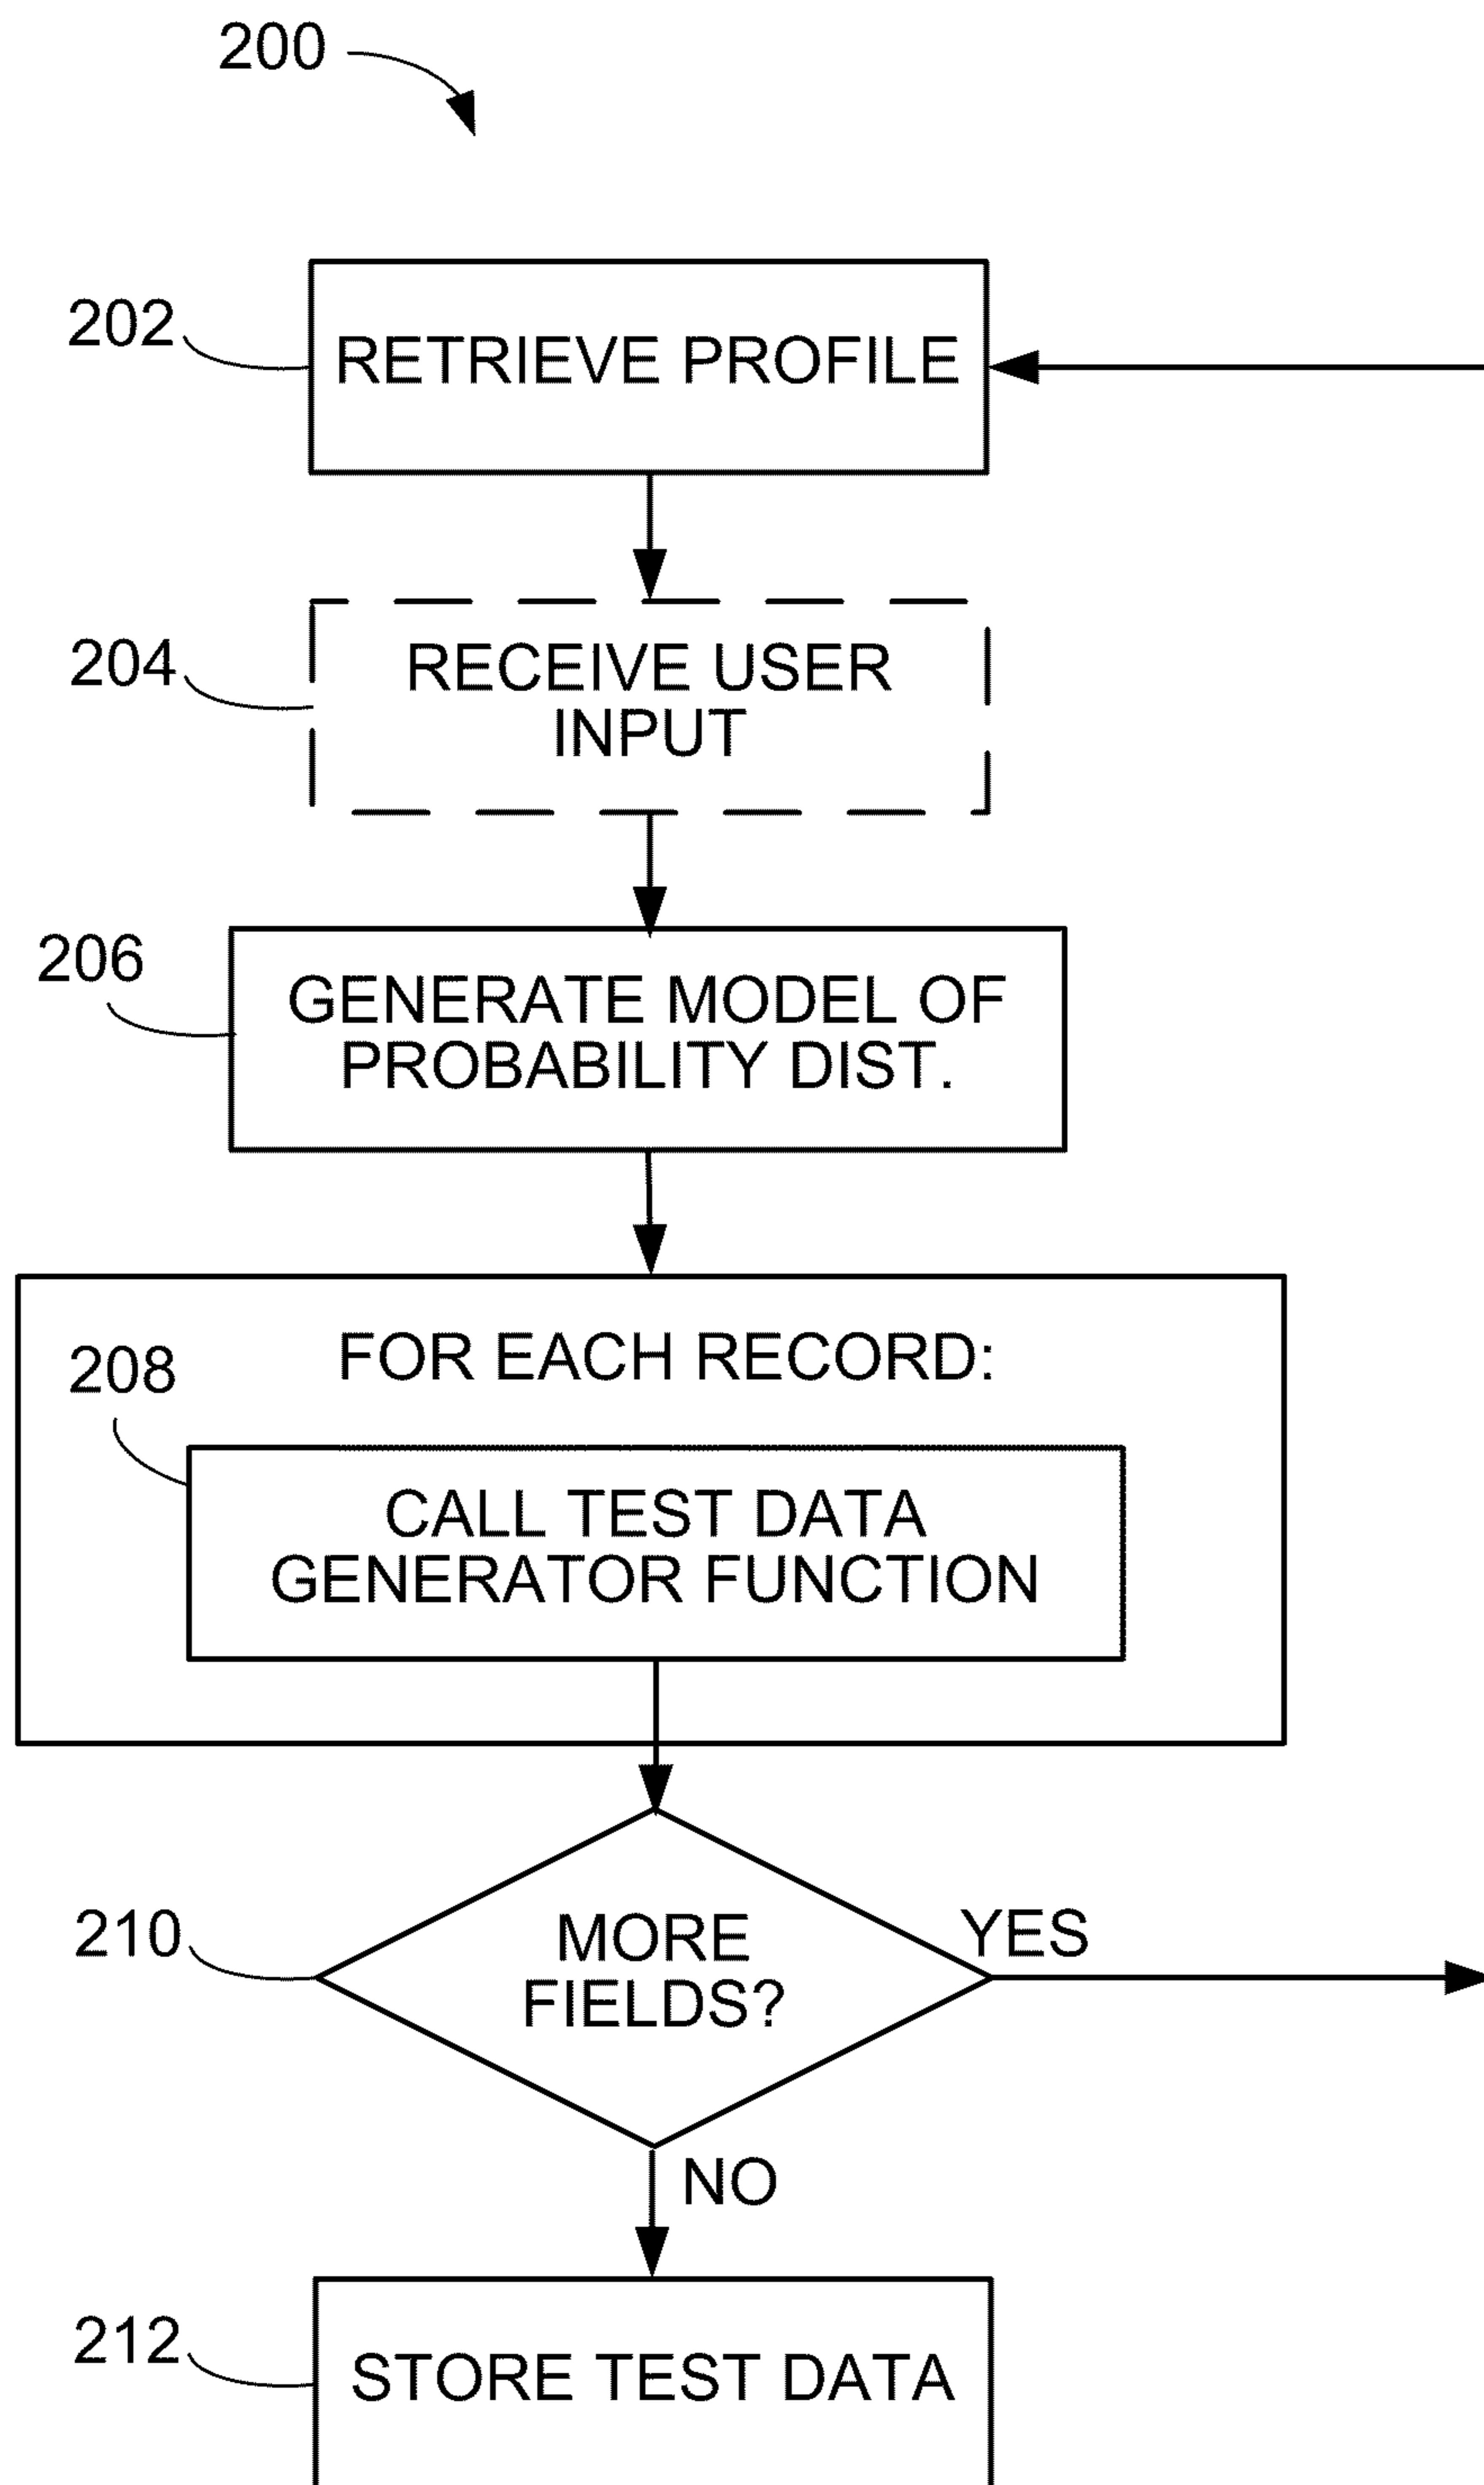 200
202
RETRIEVE PROFILE
204
RECEIVE USER
INPUT
206
GENERATE MODEL OF
PROBABILITY DIST.
FOR EACH RECORD:
208
CALL TEST DATA
GENERATOR FUNCTION
210
MORE
FIELDS?
YES
NO
212
STORE TEST DATA